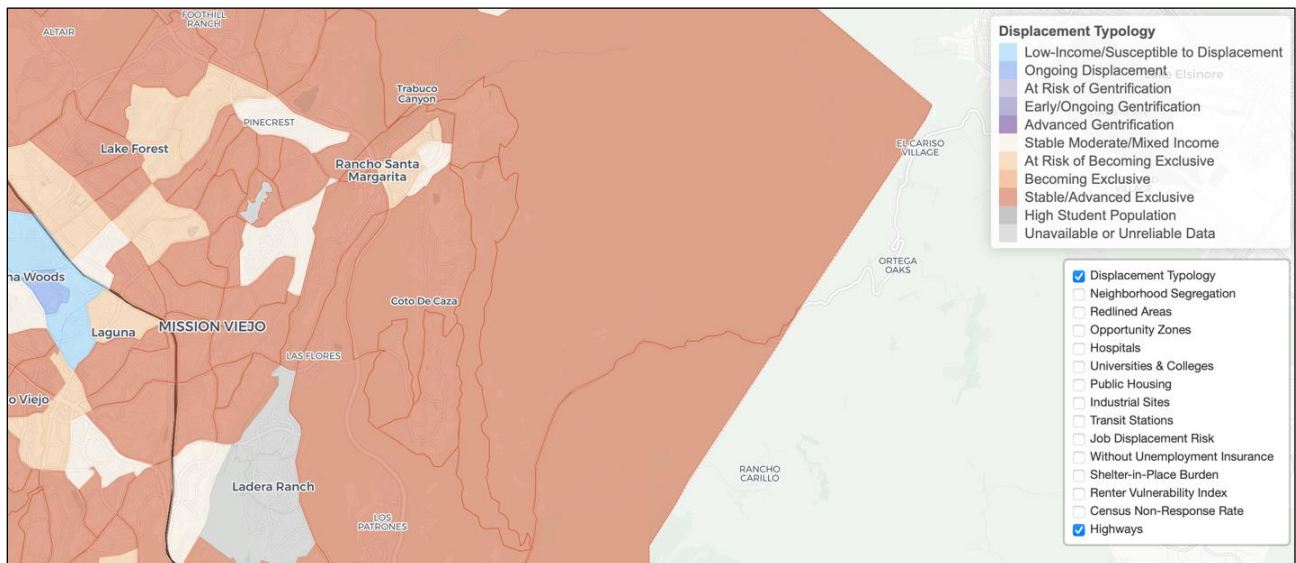 FOOTHILL
RANCH
ALTAIR
Trabuco
Canyon
PINECREST
Lake Forest
Rancho Santa
Margarita
EL CARISO
VILLAGE
na Woods
ORTEGA
OAKS
Coto De Caza
Laguna
MISSION VIEJO
LAS FLORES
o Viejo
RANCHO
CARILLO
Ladera Ranch
LOS
PATRONES
Displacement Typology
Low-Income/Susceptible to Displacement
Ongoing Displacement
At Risk of Gentrification
Early/Ongoing Gentrification
Advanced Gentrification
Stable Moderate/Mixed Income
At Risk of Becoming Exclusive
Becoming Exclusive
Stable/Advanced Exclusive
High Student Population
Unavailable or Unreliable Data
Elsinore
Displacement Typology
Neighborhood Segregation
Redlined Areas
Opportunity Zones
Hospitals
Universities & Colleges
Public Housing
Industrial Sites
Transit Stations
Job Displacement Risk
Without Unemployment Insurance
Shelter-in-Place Burden
Renter Vulnerability Index
Census Non-Response Rate
Highways